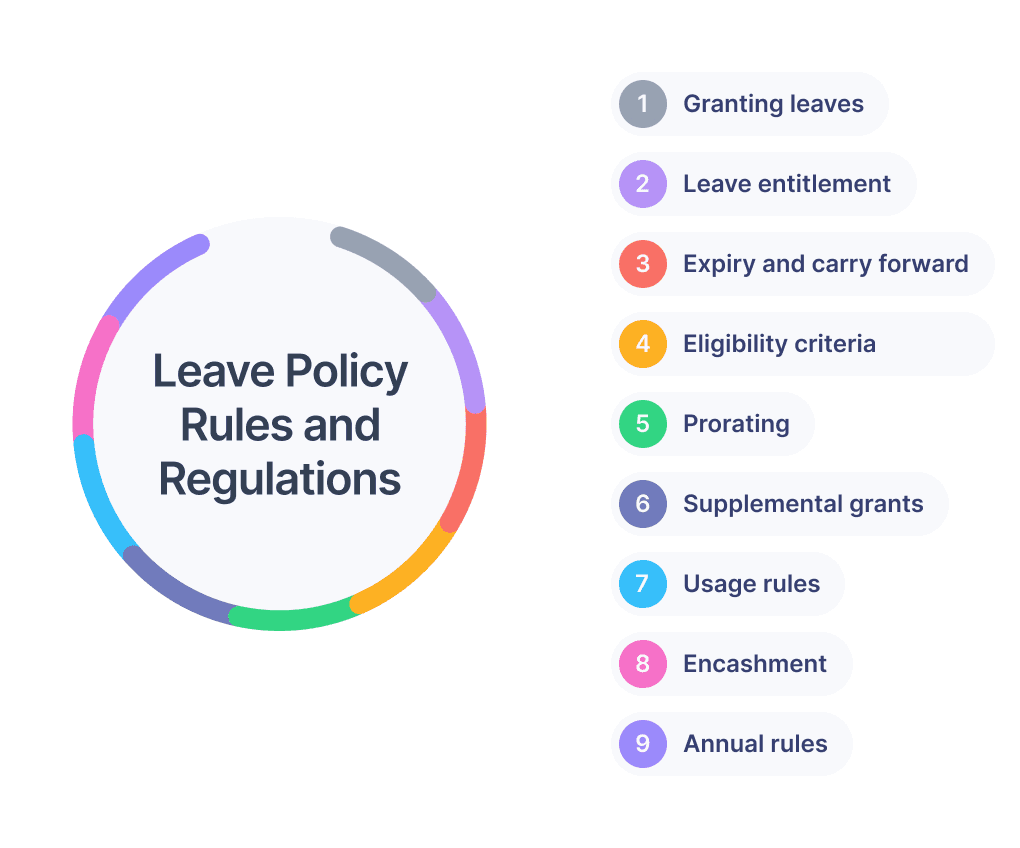 Leave Policy
Rules and
Regulations
1 Granting leaves
2 Leave entitlement
3 Expiry and carry forward
4 Eligibility criteria
5 Prorating
6 Supplemental grants
7 Usage rules
8 Encashment
9 Annual rules